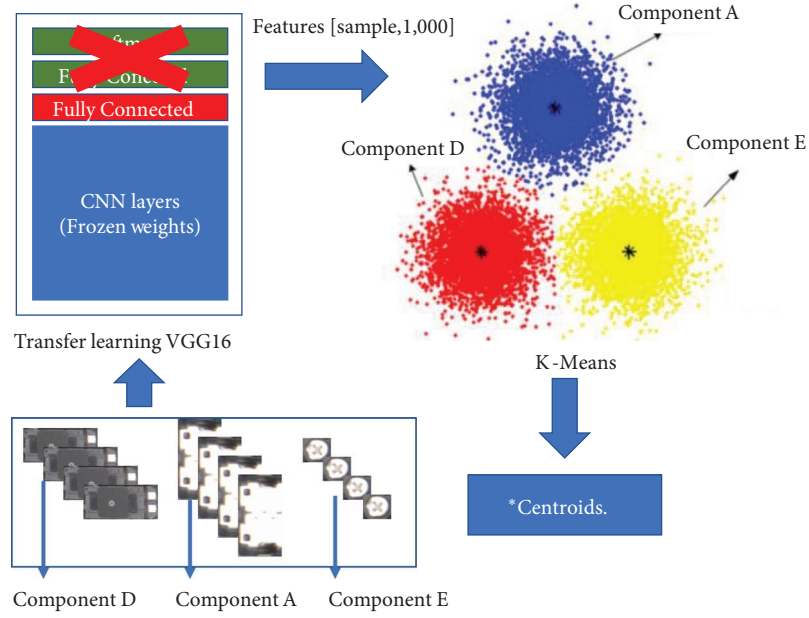 Features [sample,1,000]
Fully Connected
CNN layers
(Frozen weights)
Transfer learning VGG16
Component A
Component D
Component E
K-Means
*Centroids.
Component D
Component A
Component E